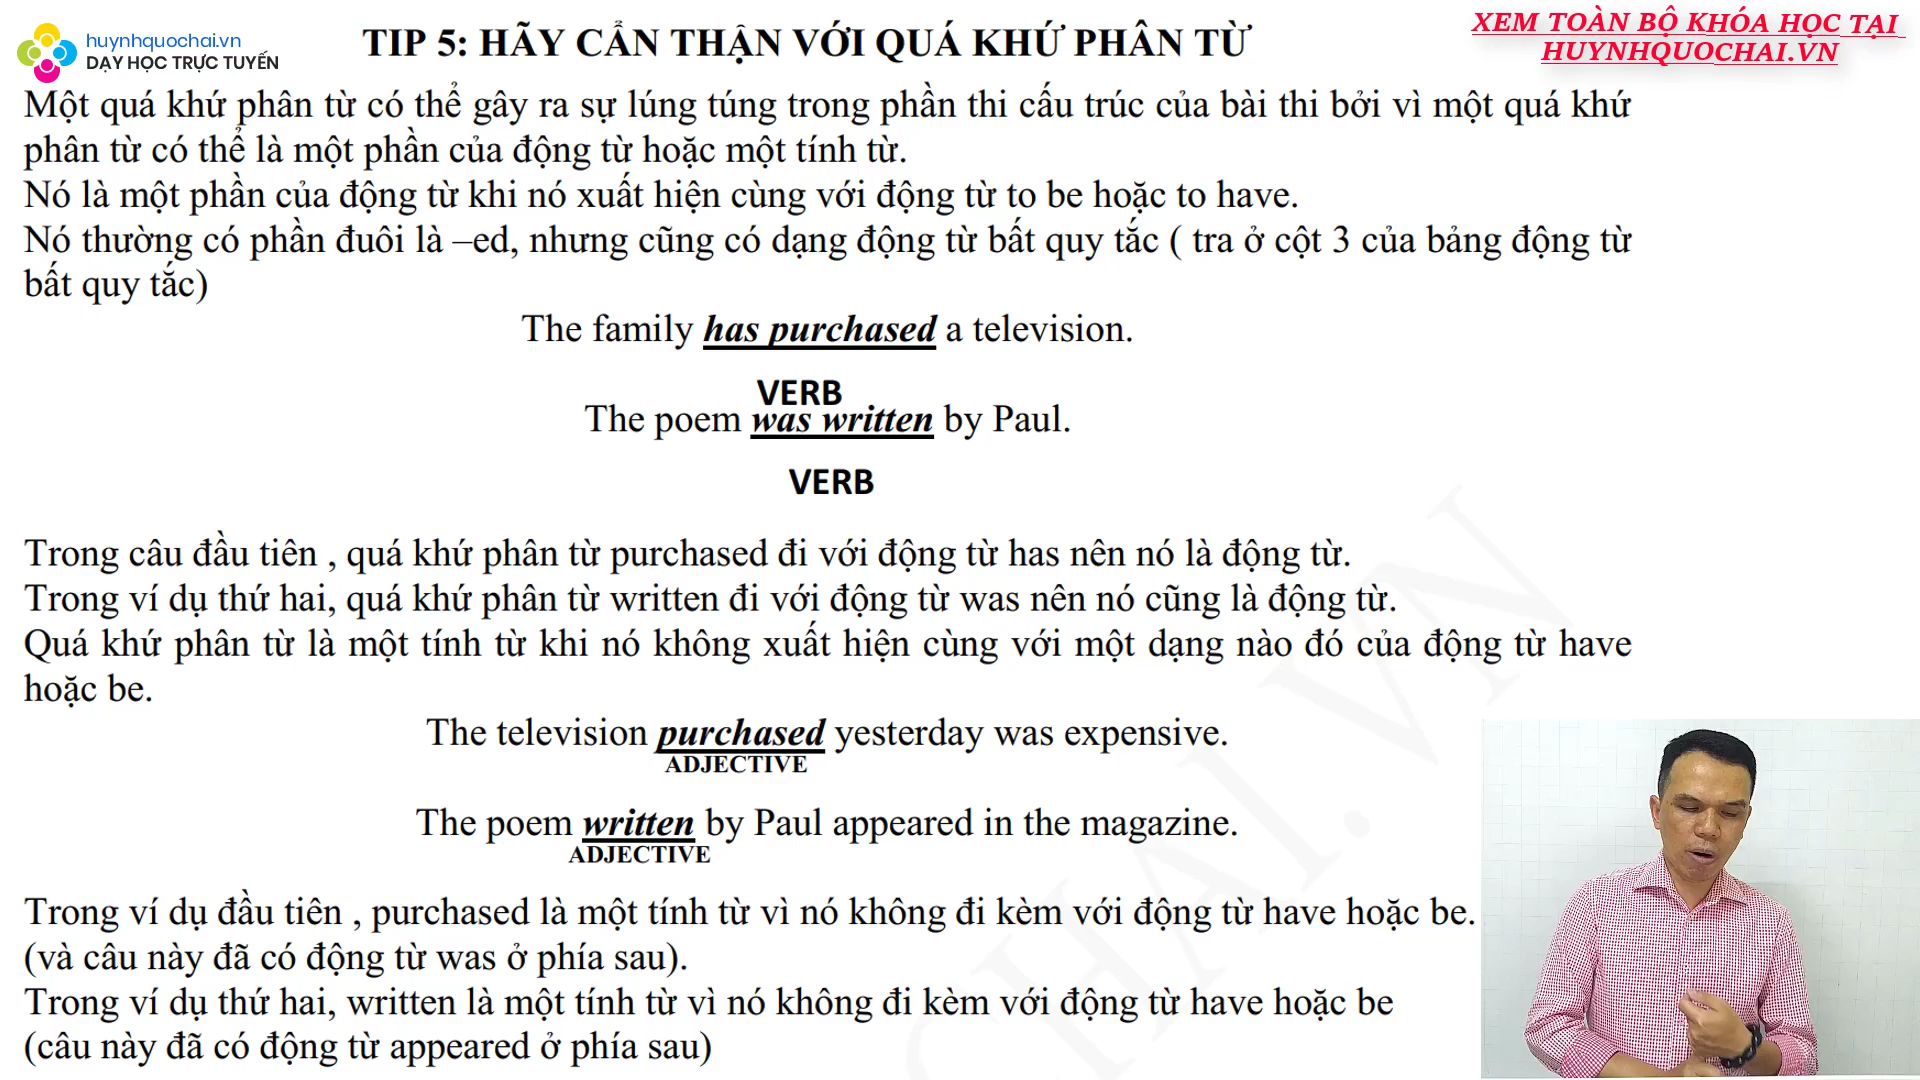 huynhquochai.vn
DẠY HỌC TRỰC TUYẾN
TIP 5: HÃY CẨN THẬN VỚI QUÁ KHỨ PHÂN TỪ
XEM TOÀN BỘ KHÓA HỌC TẠI
HUYNHQUOCHAI.VN
Một quá khứ phân từ có thể gây ra sự lúng túng trong phần thi cấu trúc của bài thi bởi vì một quá khứ
phân từ có thể là một phần của động từ hoặc một tính từ.
Nó là một phần của động từ khi nó xuất hiện cùng với động từ to be hoặc to have.
Nó thường có phần đuôi là –ed, nhưng cũng có dạng động từ bất quy tắc ( tra ở cột 3 của bảng động từ
bất quy tắc)
The family has purchased a television.
VERB
The poem was written by Paul.
VERB
Trong câu đầu tiên , quá khứ phân từ purchased đi với động từ has nên nó là động từ.
Trong ví dụ thứ hai, quá khứ phân từ written đi với động từ was nên nó cũng là động từ.
Quá khứ phân từ là một tính từ khi nó không xuất hiện cùng với một dạng nào đó của động từ have
hoặc be.
The television purchased yesterday was expensive.
ADJECTIVE
The poem written by Paul appeared in the magazine.
ADJECTIVE
Trong ví dụ đầu tiên , purchased là một tính từ vì nó không đi kèm với động từ have hoặc be.
(và câu này đã có động từ was ở phía sau).
Trong ví dụ thứ hai, written là một tính từ vì nó không đi kèm với động từ have hoặc be
(câu này đã có động từ appeared ở phía sau)
CHAI.VN